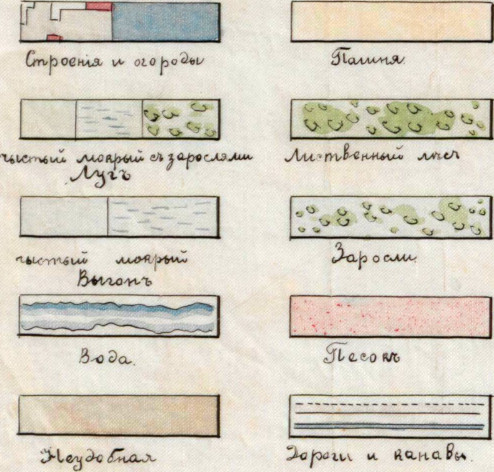 Строенія и огороды
Пашня.
чистый мокрый съ зарослями
Лугъ
Лиственный лѣсъ
чистый мокрый
Выгонъ
Заросли.
Вода.
Песокъ
Неудобная
Дороги и канавы.